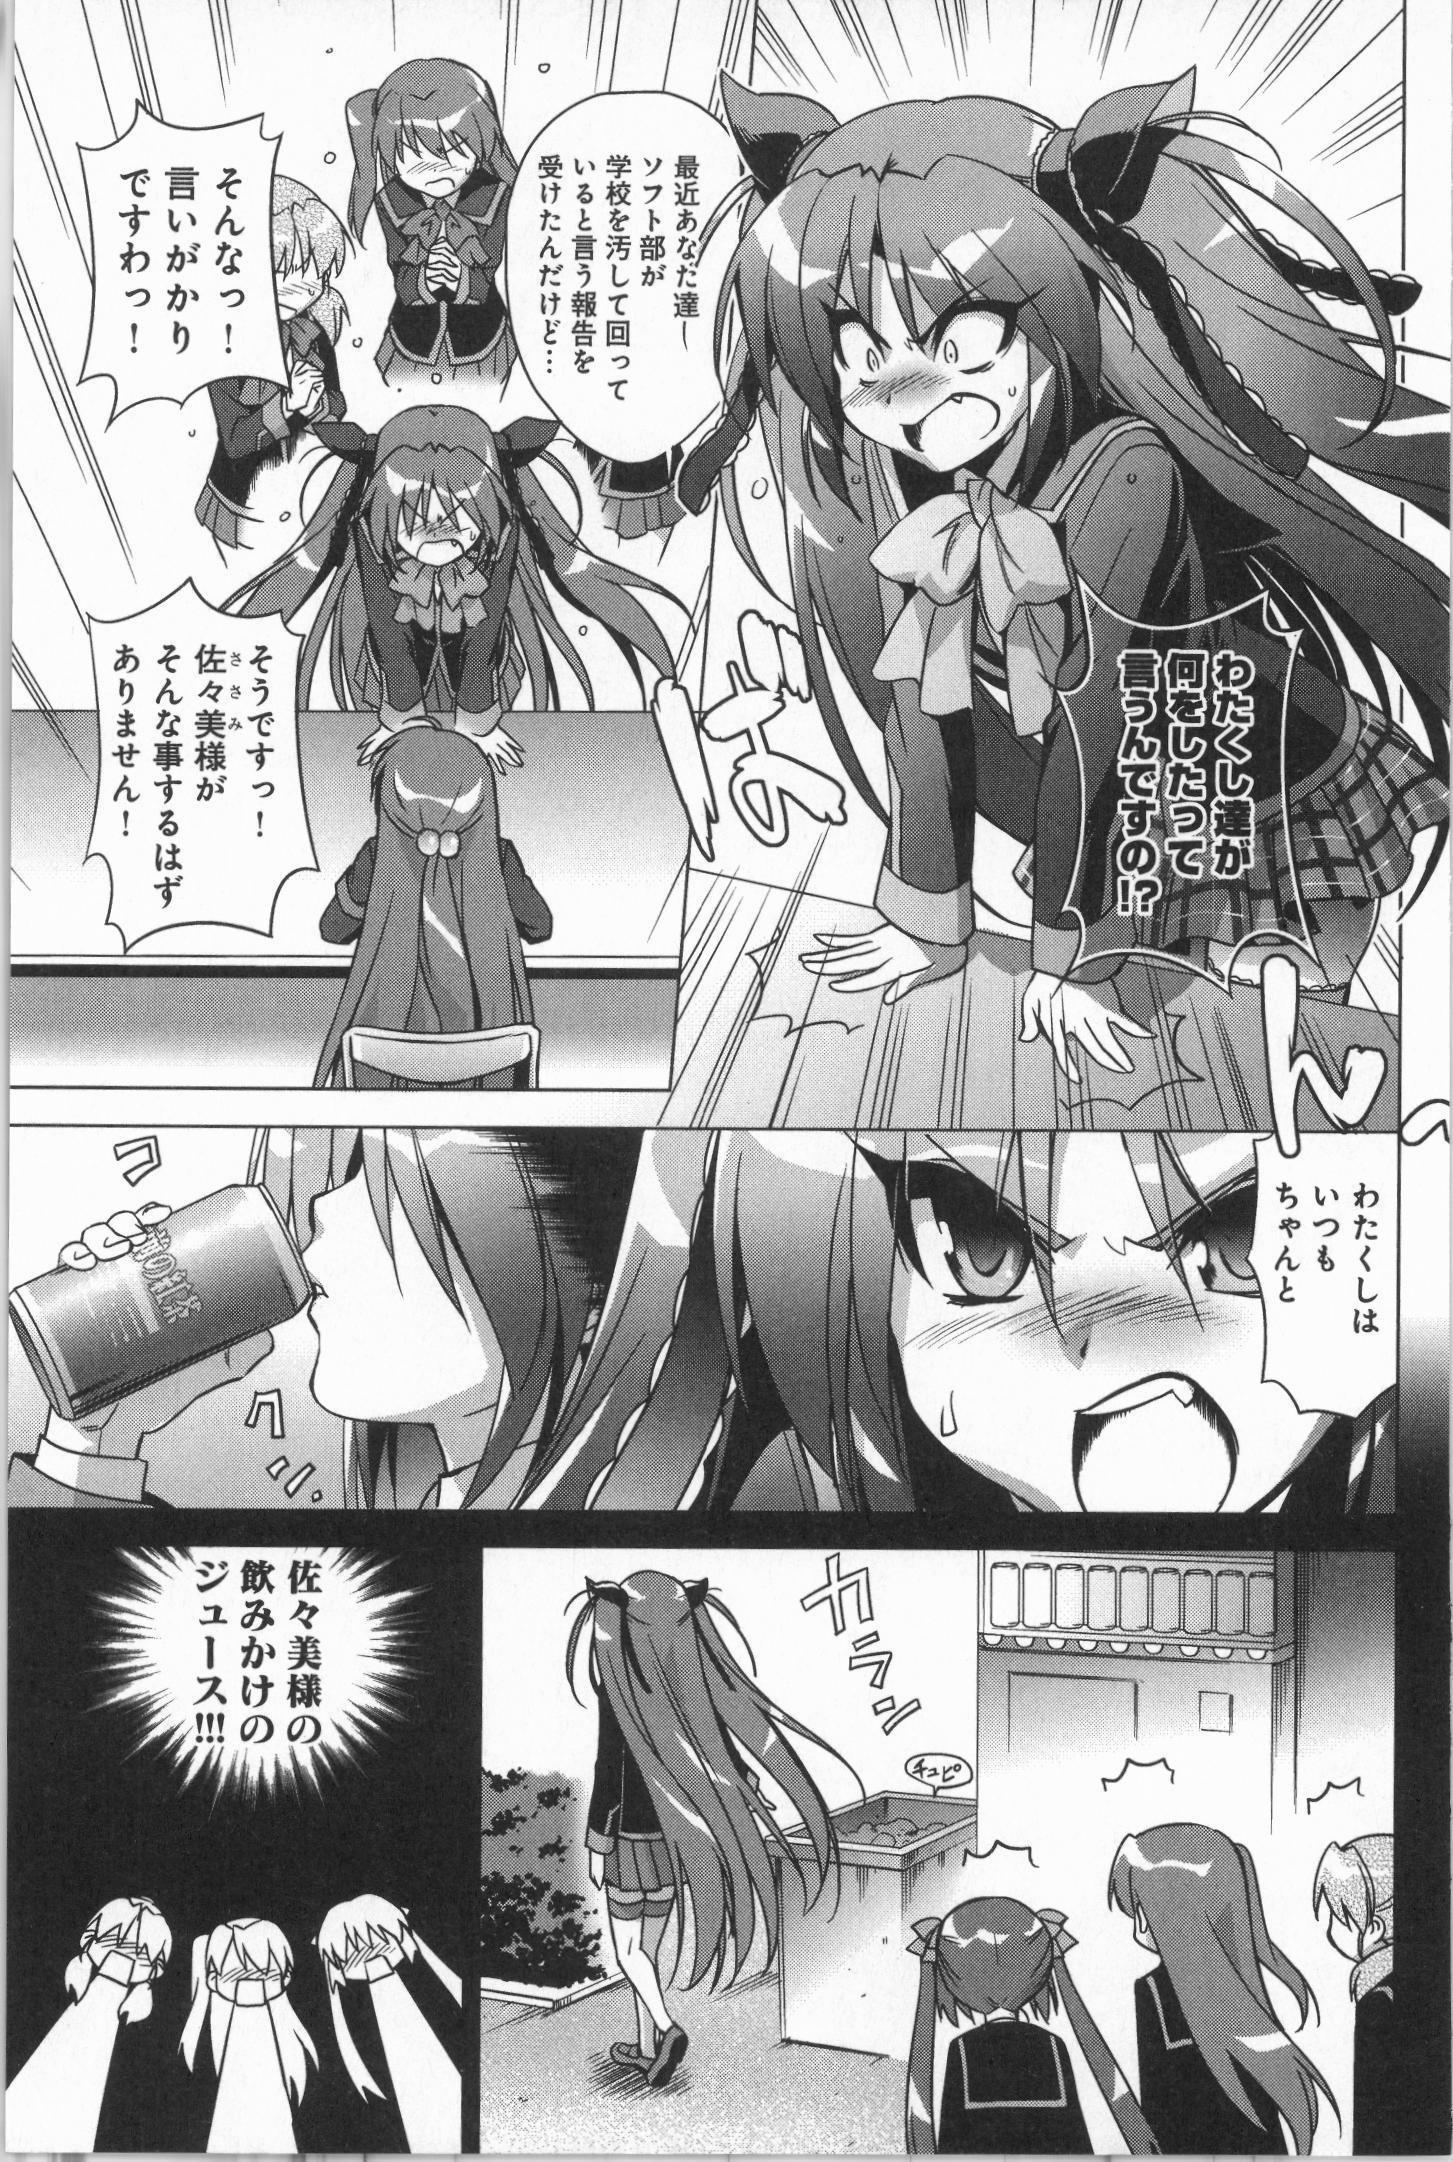 わたくし達が
何をしたって
言うんですの!?
ばん
最近あなた達―
ソフト部が
学校を汚して回って
いると言う報告を
受けたんだけど…
そんなっ！
言いがかり
ですわっ！
そうですっ！
佐々美様が
ささみ
そんな事するはず
ありません！
わたくしは
いつも
ちゃんと
コ
クン
カラン
チュピ
佐々美様の
飲みかけの
ジュース!!!